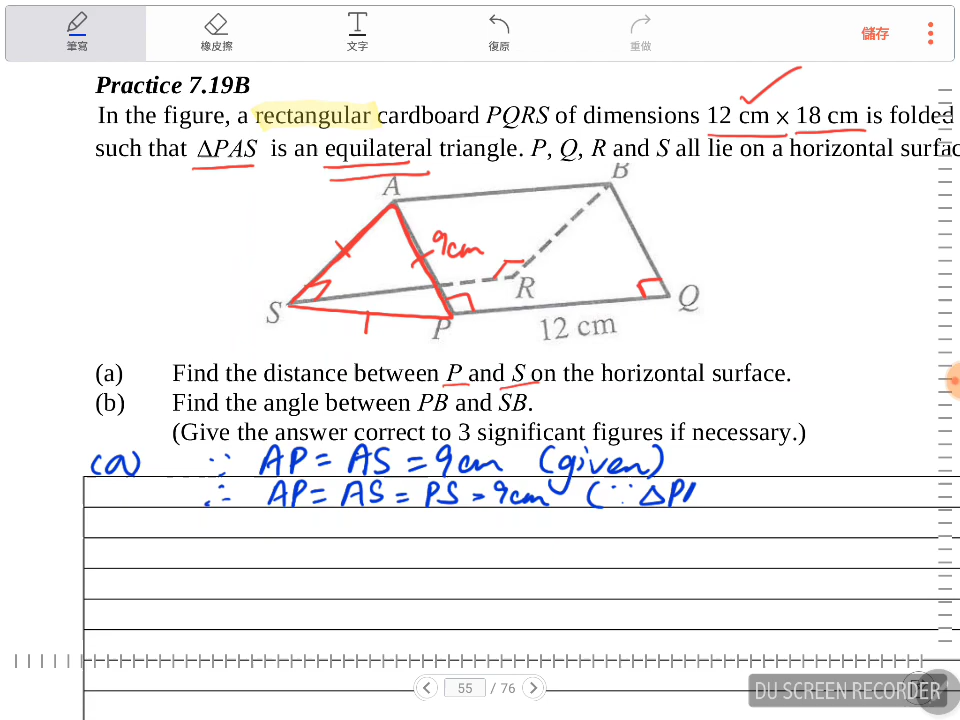 筆寫 橡皮擦 文字 復原 重做 儲存
Practice 7.19B
In the figure, a rectangular cardboard PQRS of dimensions 12 cm × 18 cm is folded
such that ΔPAS is an equilateral triangle. P, Q, R and S all lie on a horizontal surfac
A B
9cm
S P R Q
12 cm
(a) Find the distance between P and S on the horizontal surface.
(b) Find the angle between PB and SB.
(Give the answer correct to 3 significant figures if necessary.)
(a) ∵ AP = AS = 9cm (given)
∴ AP = AS = PS = 9cm (∵ ΔPA
55 / 76
DU SCREEN RECORDER